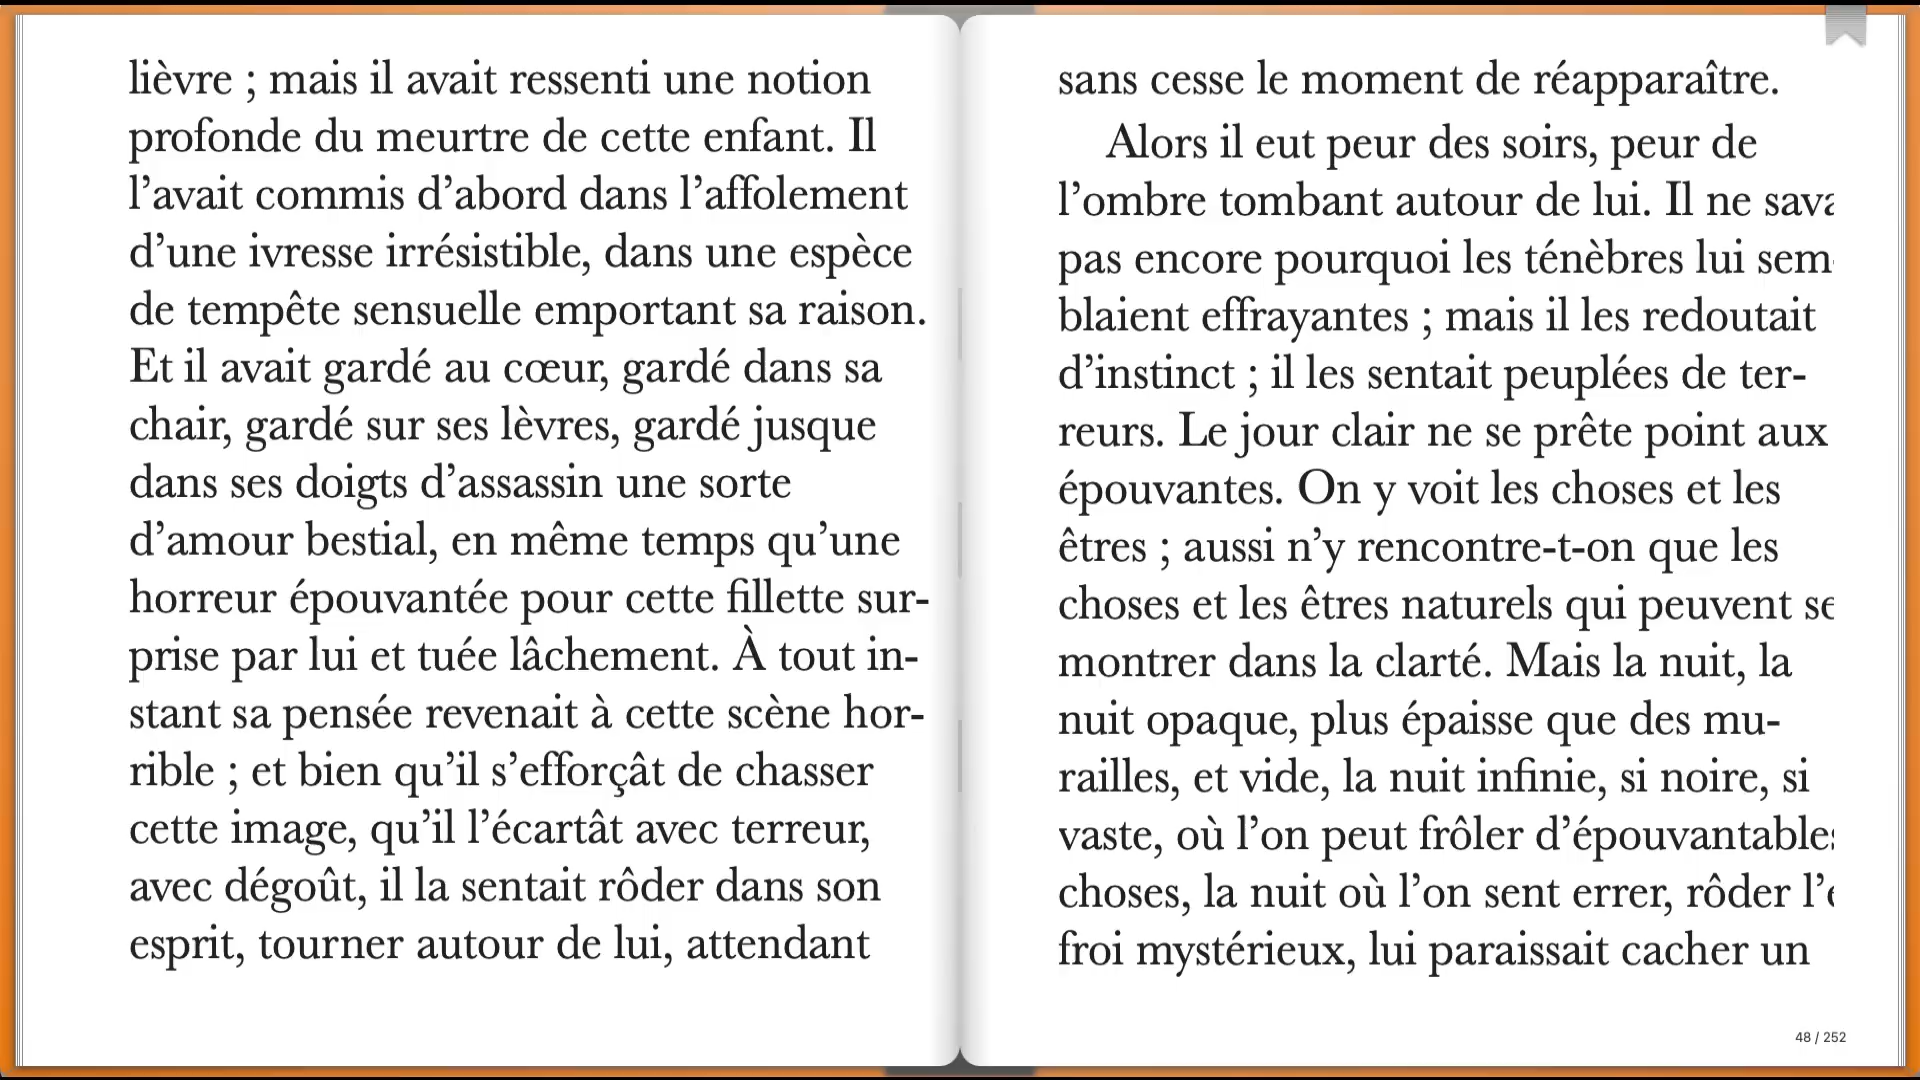 lièvre ; mais il avait ressenti une notion
profonde du meurtre de cette enfant. Il
l’avait commis d’abord dans l’affolement
d’une ivresse irrésistible, dans une espèce
de tempête sensuelle emportant sa raison.
Et il avait gardé au cœur, gardé dans sa
chair, gardé sur ses lèvres, gardé jusque
dans ses doigts d’assassin une sorte
d’amour bestial, en même temps qu’une
horreur épouvantée pour cette fillette sur-
prise par lui et tuée lâchement. À tout in-
stant sa pensée revenait à cette scène hor-
rible ; et bien qu’il s’efforçât de chasser
cette image, qu’il l’écartât avec terreur,
avec dégoût, il la sentait rôder dans son
esprit, tourner autour de lui, attendant
sans cesse le moment de réapparaître.
Alors il eut peur des soirs, peur de
l’ombre tombant autour de lui. Il ne sava
pas encore pourquoi les ténèbres lui sem-
blaient effrayantes ; mais il les redoutait
d’instinct ; il les sentait peuplées de ter-
reurs. Le jour clair ne se prête point aux
épouvantes. On y voit les choses et les
êtres ; aussi n’y rencontre-t-on que les
choses et les êtres naturels qui peuvent se
montrer dans la clarté. Mais la nuit, la
nuit opaque, plus épaisse que des mu-
railles, et vide, la nuit infinie, si noire, si
vaste, où l’on peut frôler d’épouvantables
choses, la nuit où l’on sent errer, rôder l’e
froi mystérieux, lui paraissait cacher un
48 / 252